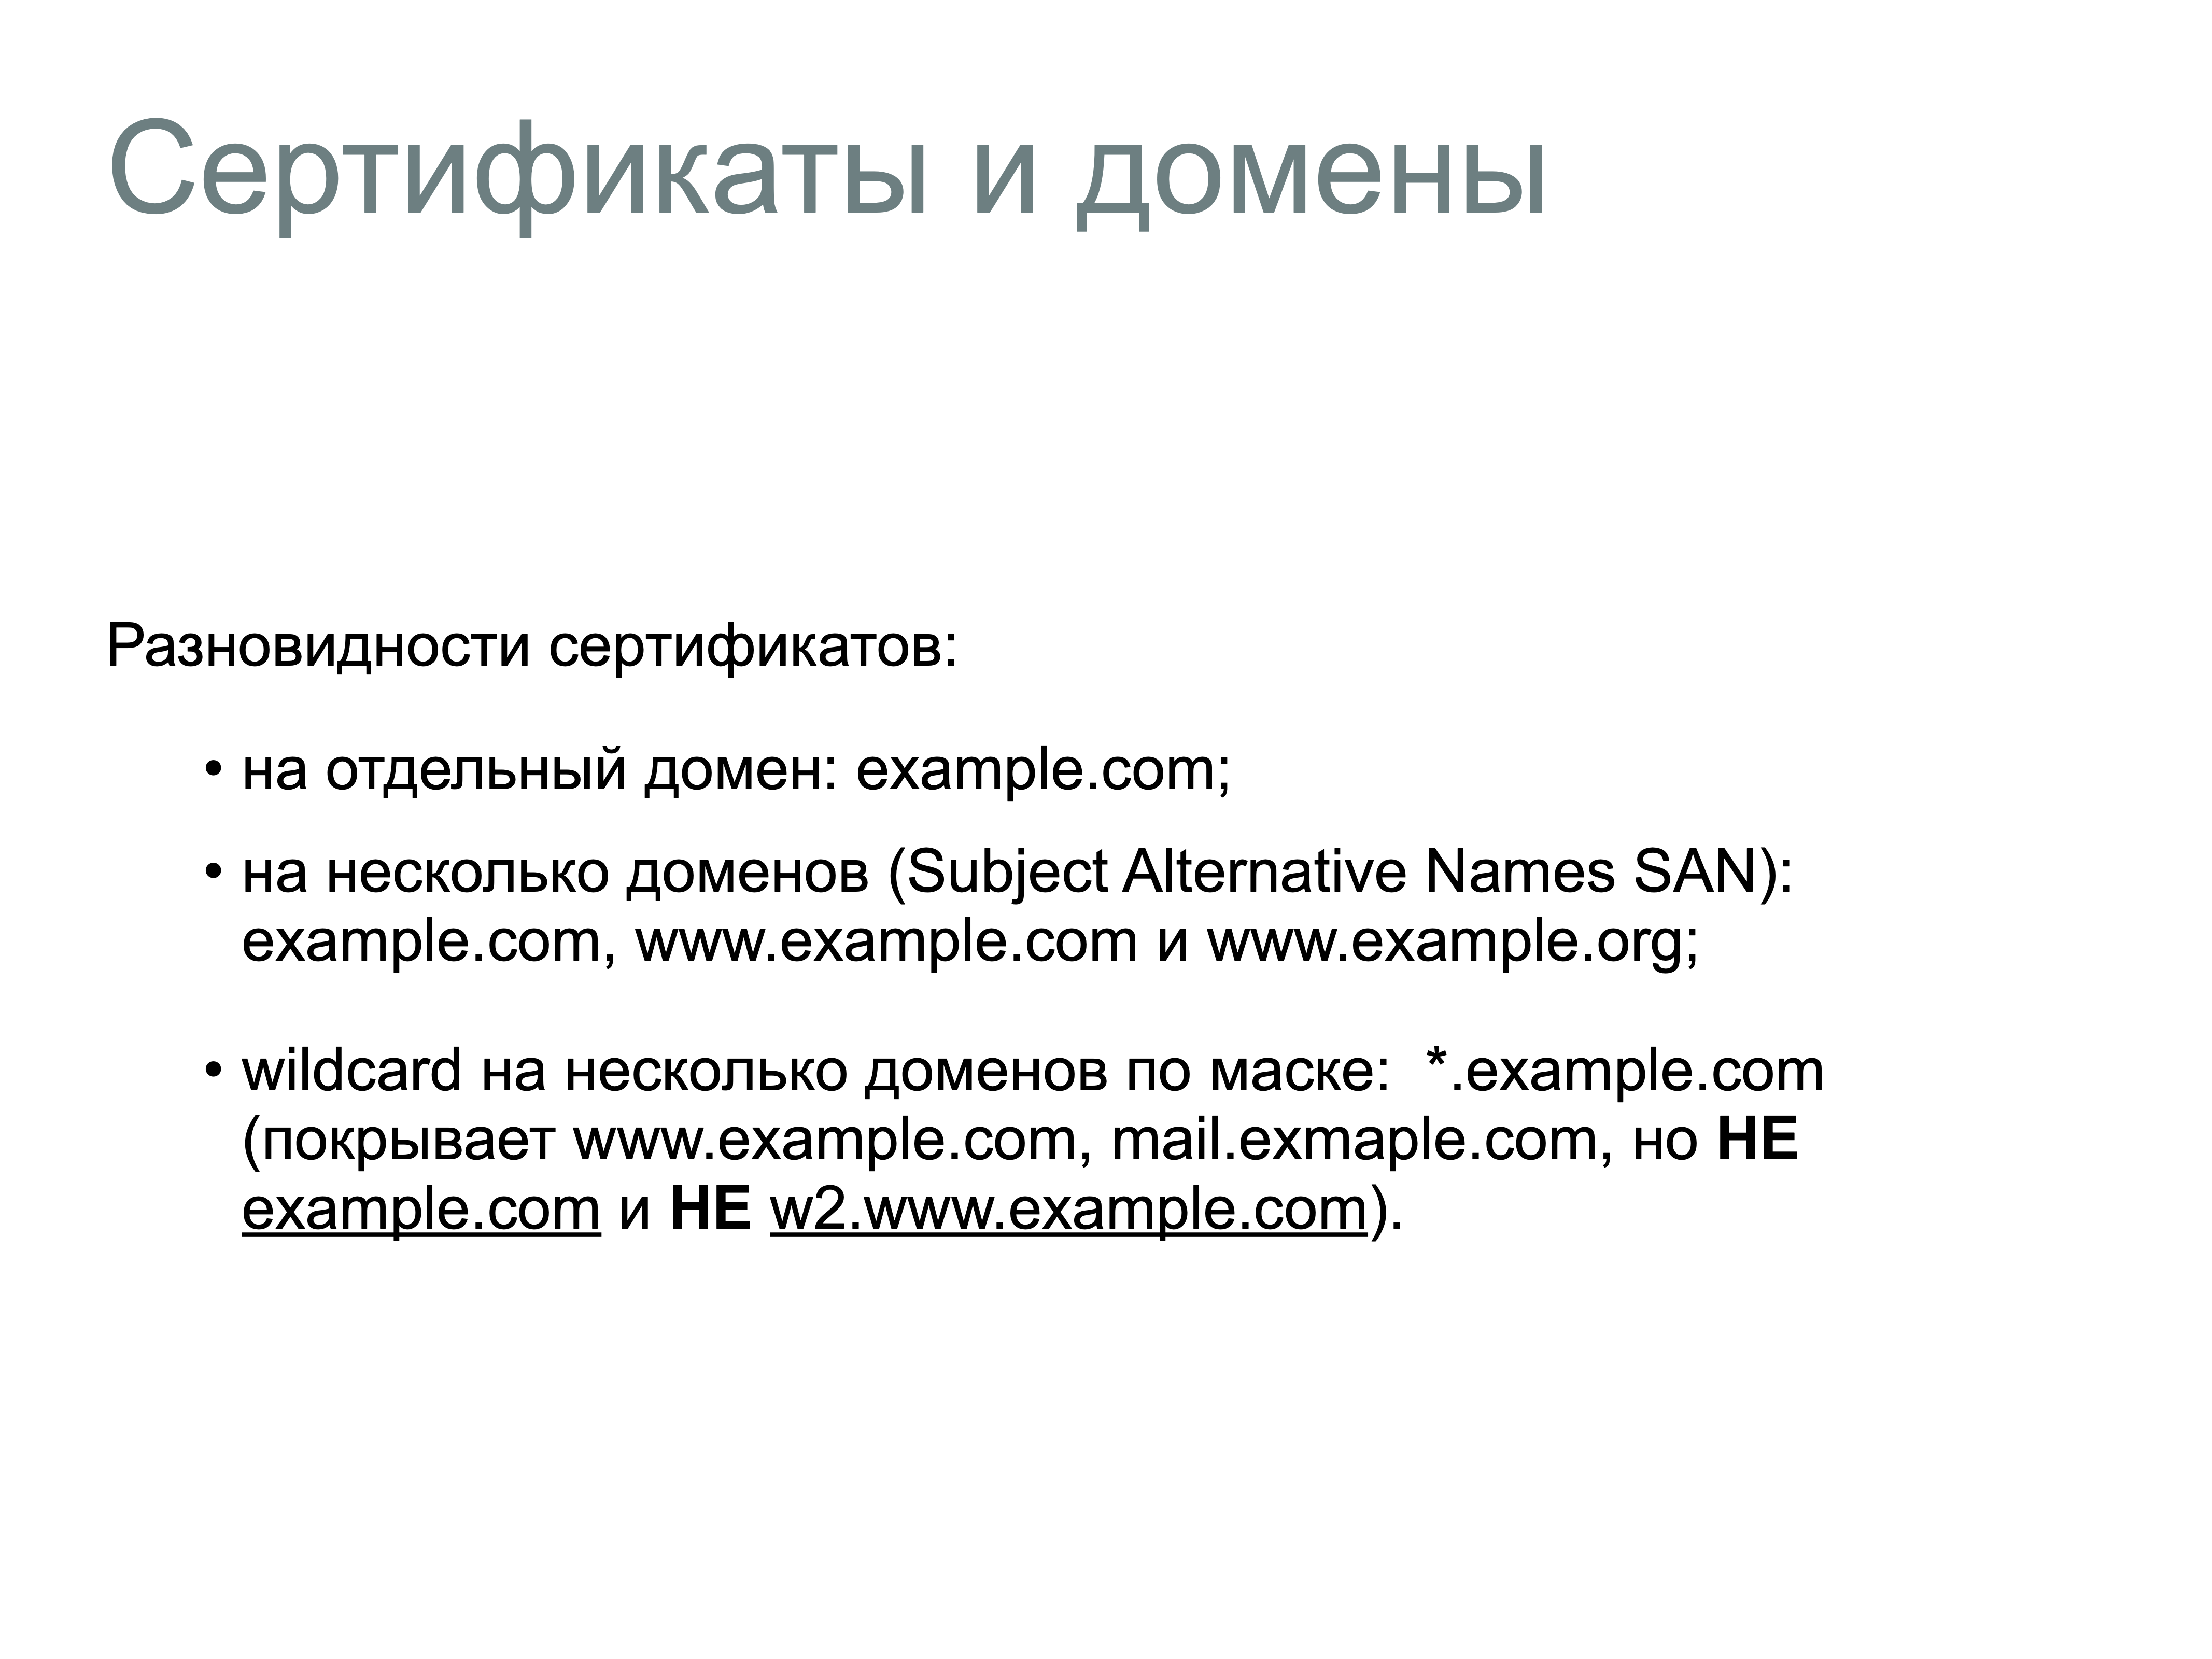 Сертификаты и домены
Разновидности сертификатов:
• на отдельный домен: example.com;
• на несколько доменов (Subject Alternative Names SAN):
example.com, www.example.com и www.example.org;
• wildcard на несколько доменов по маске:  *.example.com
(покрывает www.example.com, mail.exmaple.com, но НЕ
example.com и НЕ w2.www.example.com).